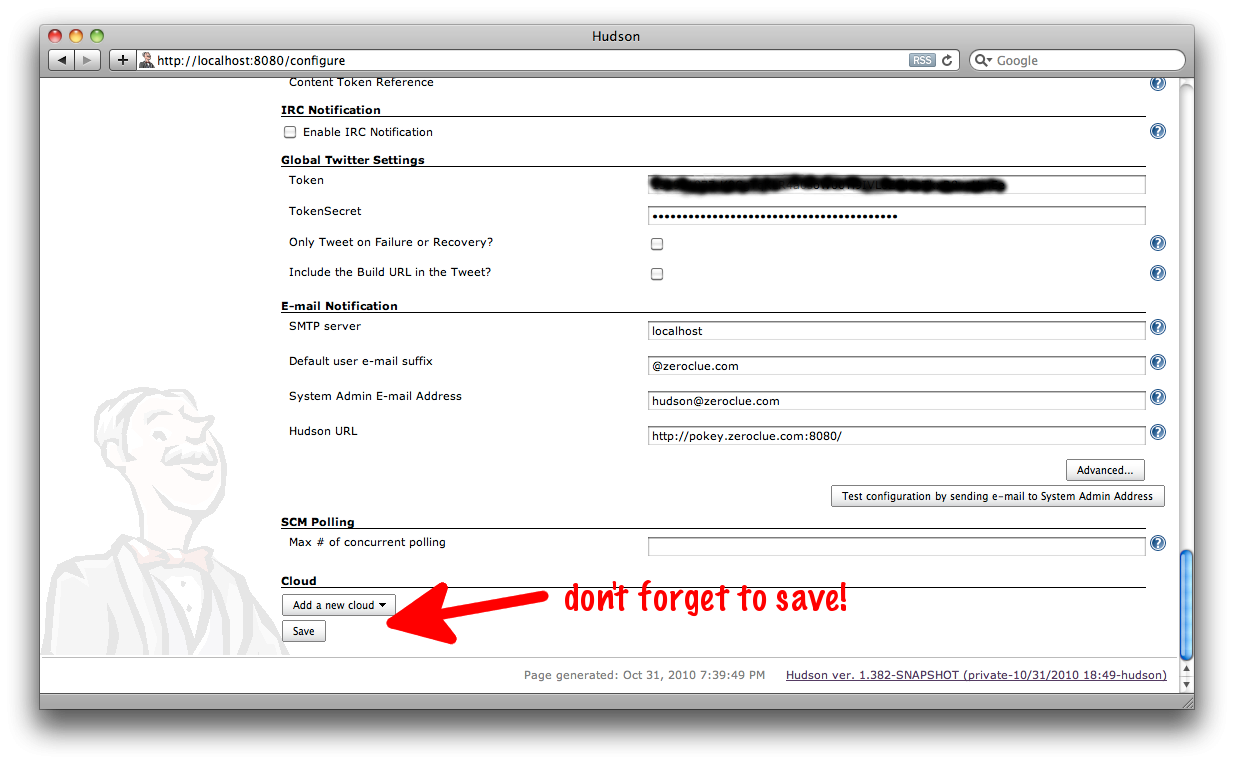 Hudson
http://localhost:8080/configure
RSS
Google
Content Token Reference
IRC Notification
Enable IRC Notification
Global Twitter Settings
Token
TokenSecret
Only Tweet on Failure or Recovery?
Include the Build URL in the Tweet?
E-mail Notification
SMTP server
localhost
Default user e-mail suffix
@zeroclue.com
System Admin E-mail Address
hudson@zeroclue.com
Hudson URL
http://pokey.zeroclue.com:8080/
Advanced...
Test configuration by sending e-mail to System Admin Address
SCM Polling
Max # of concurrent polling
Cloud
Add a new cloud
don't forget to save!
Save
Page generated: Oct 31, 2010 7:39:49 PM
Hudson ver. 1.382-SNAPSHOT (private-10/31/2010 18:49-hudson)